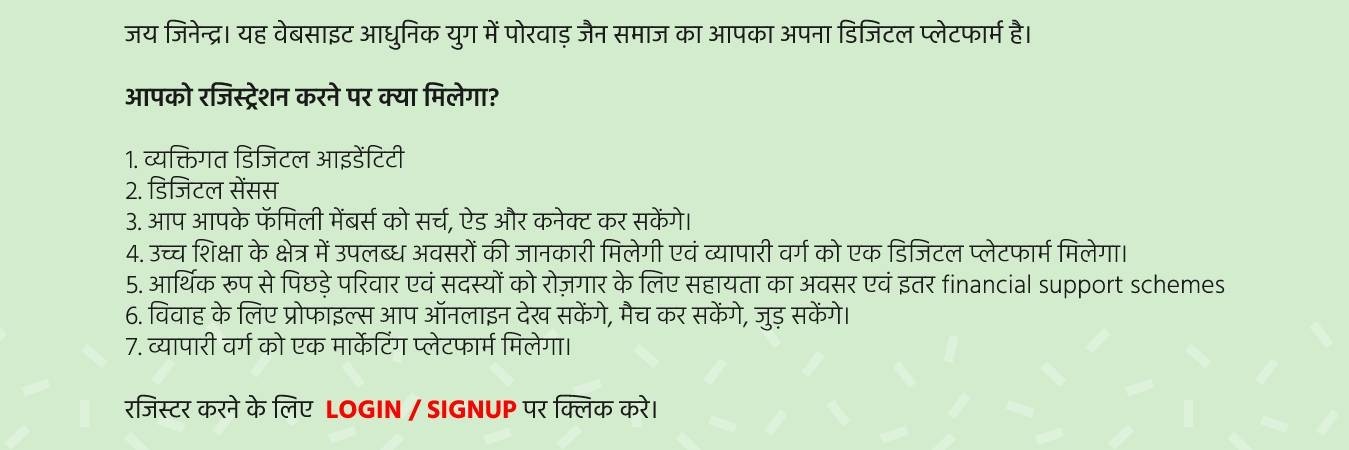 जय जिनेन्द्र। यह वेबसाइट आधुनिक युग में पोरवाड़ जैन समाज का आपका अपना डिजिटल प्लेटफार्म है।
आपको रजिस्ट्रेशन करने पर क्या मिलेगा?
1. व्यक्तिगत डिजिटल आइडेंटिटी
2. डिजिटल सेंसस
3. आप आपके फॅमिली मेंबर्स को सर्च, ऐड और कनेक्ट कर सकेंगे।
4. उच्च शिक्षा के क्षेत्र में उपलब्ध अवसरों की जानकारी मिलेगी एवं व्यापारी वर्ग को एक डिजिटल प्लेटफार्म मिलेगा।
5. आर्थिक रूप से पिछड़े परिवार एवं सदस्यों को रोज़गार के लिए सहायता का अवसर एवं इतर financial support schemes
6. विवाह के लिए प्रोफाइल्स आप ऑनलाइन देख सकेंगे, मैच कर सकेंगे, जुड़ सकेंगे।
7. व्यापारी वर्ग को एक मार्केटिंग प्लेटफार्म मिलेगा।
रजिस्टर करने के लिए LOGIN / SIGNUP पर क्लिक करे।